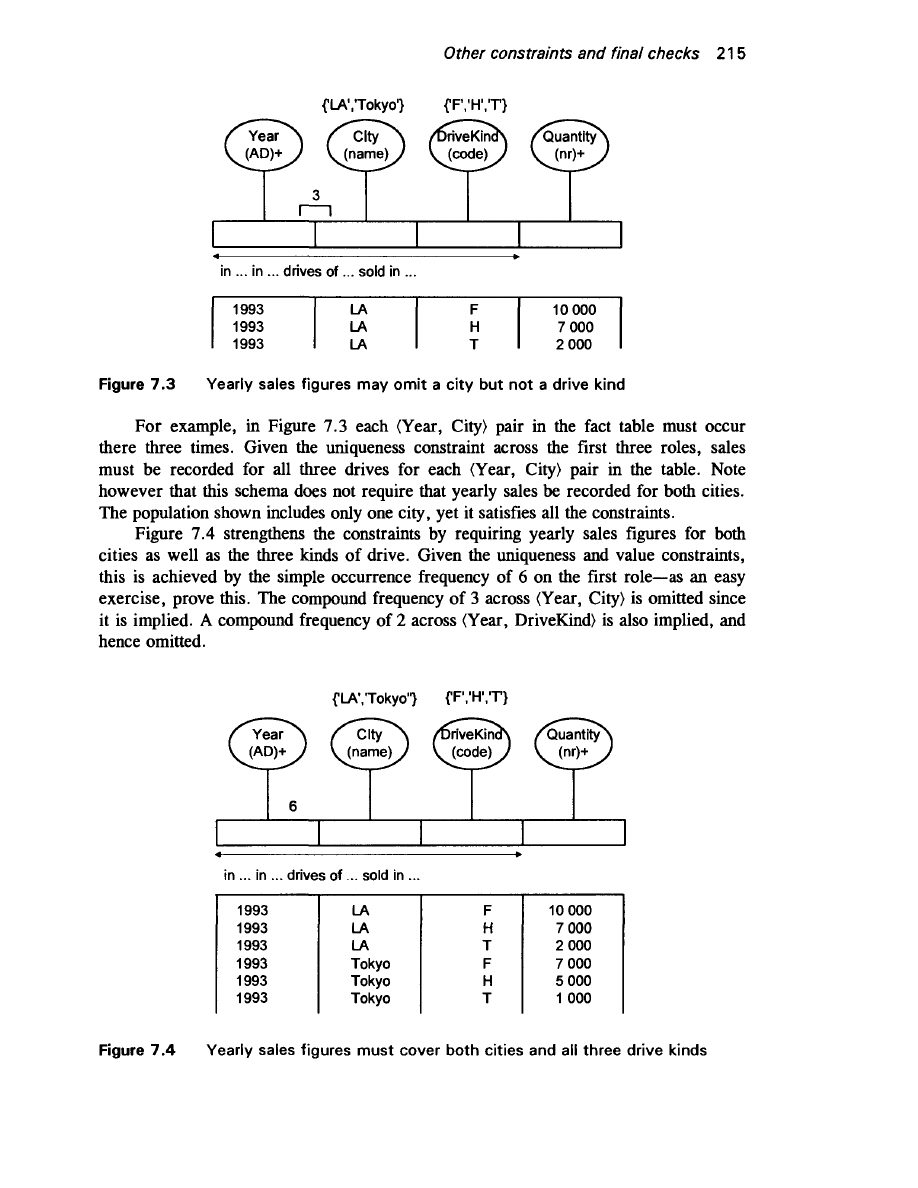 Other constraints and final checks 215
{'LA','Tokyo'} {'F','H','T'}
Year City DriveKind Quantity
(AD)+ (name) (code) (nr)+
3
in ... in ... drives of ... sold in ...
1993 LA F 10 000
1993 LA H 7 000
1993 LA T 2 000
Figure 7.3 Yearly sales figures may omit a city but not a drive kind
For example, in Figure 7.3 each ⟨Year, City⟩ pair in the fact table must occur
there three times. Given the uniqueness constraint across the first three roles, sales
must be recorded for all three drives for each ⟨Year, City⟩ pair in the table. Note
however that this schema does not require that yearly sales be recorded for both cities.
The population shown includes only one city, yet it satisfies all the constraints.
Figure 7.4 strengthens the constraints by requiring yearly sales figures for both
cities as well as the three kinds of drive. Given the uniqueness and value constraints,
this is achieved by the simple occurrence frequency of 6 on the first role—as an easy
exercise, prove this. The compound frequency of 3 across ⟨Year, City⟩ is omitted since
it is implied. A compound frequency of 2 across ⟨Year, DriveKind⟩ is also implied, and
hence omitted.
{'LA','Tokyo''} {'F','H','T'}
Year City DriveKind Quantity
(AD)+ (name) (code) (nr)+
6
in ... in ... drives of ... sold in ...
1993 LA F 10 000
1993 LA H 7 000
1993 LA T 2 000
1993 Tokyo F 7 000
1993 Tokyo H 5 000
1993 Tokyo T 1 000
Figure 7.4 Yearly sales figures must cover both cities and all three drive kinds